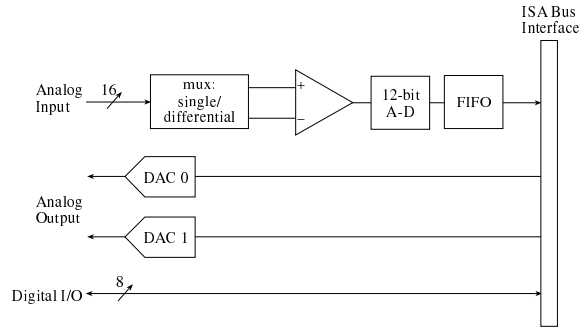 ISA Bus
Interface
Analog
Input
16
mux:
single/
differential
+
−
12-bit
A-D
FIFO
DAC 0
Analog
Output
DAC 1
Digital I/O
8